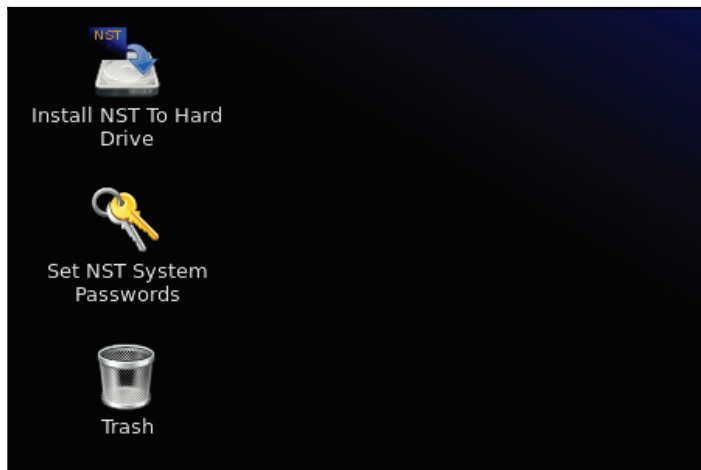 NST
Install NST To Hard
Drive
Set NST System
Passwords
Trash